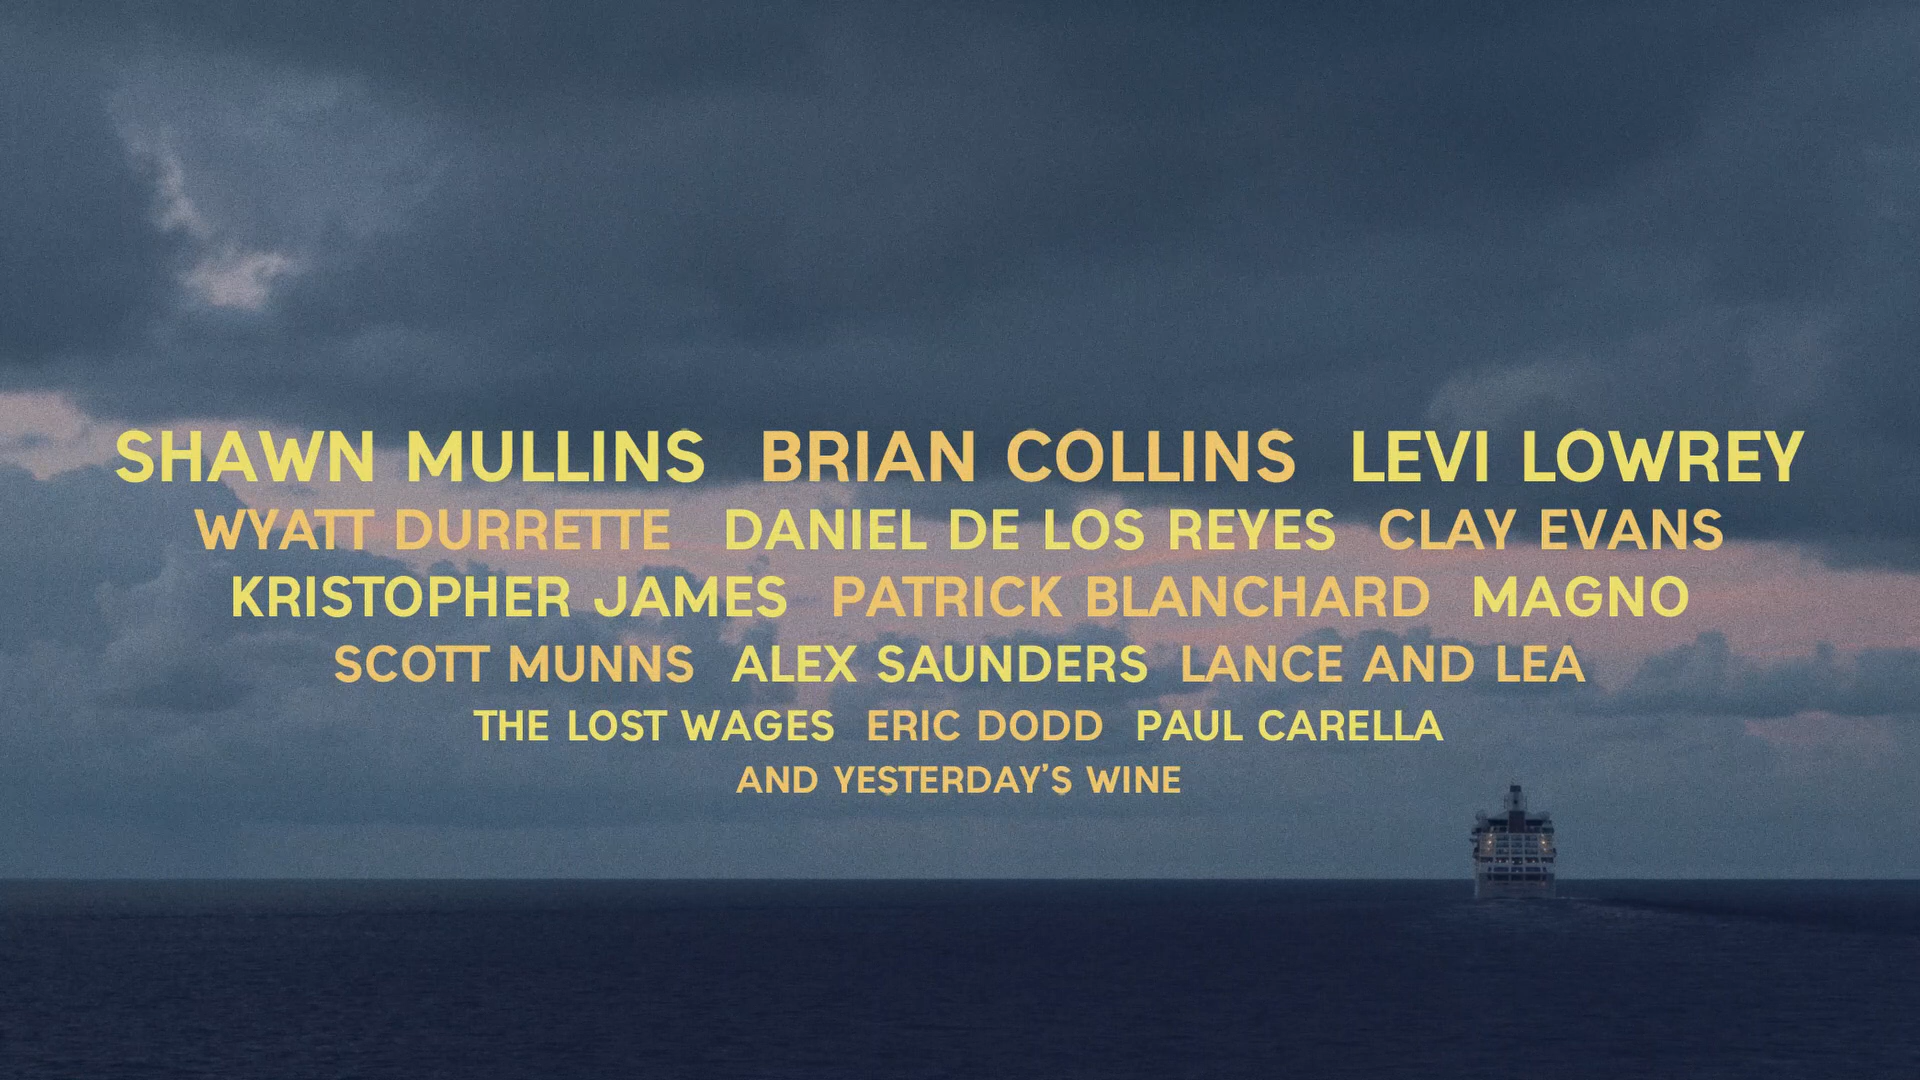 SHAWN MULLINS BRIAN COLLINS LEVI LOWREY
WYATT DURRETTE DANIEL DE LOS REYES CLAY EVANS
KRISTOPHER JAMES PATRICK BLANCHARD MAGNO
SCOTT MUNNS ALEX SAUNDERS LANCE AND LEA
THE LOST WAGES ERIC DODD PAUL CARELLA
AND YESTERDAY'S WINE